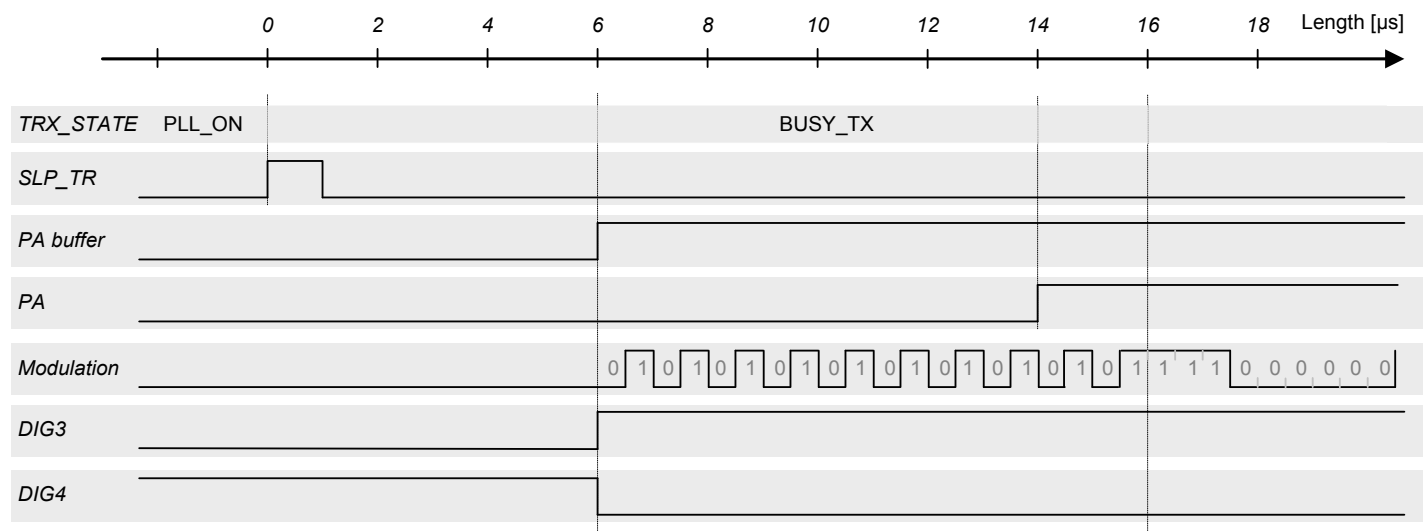 0 2 4 6 8 10 12 14 16 18 Length [µs]
TRX_STATE PLL_ON BUSY_TX
SLP_TR
PA buffer
PA
Modulation 0 1 0 1 0 1 0 1 0 1 0 1 0 1 0 1 0 1 0 1 1 1 1 0 0 0 0 0 0
DIG3
DIG4